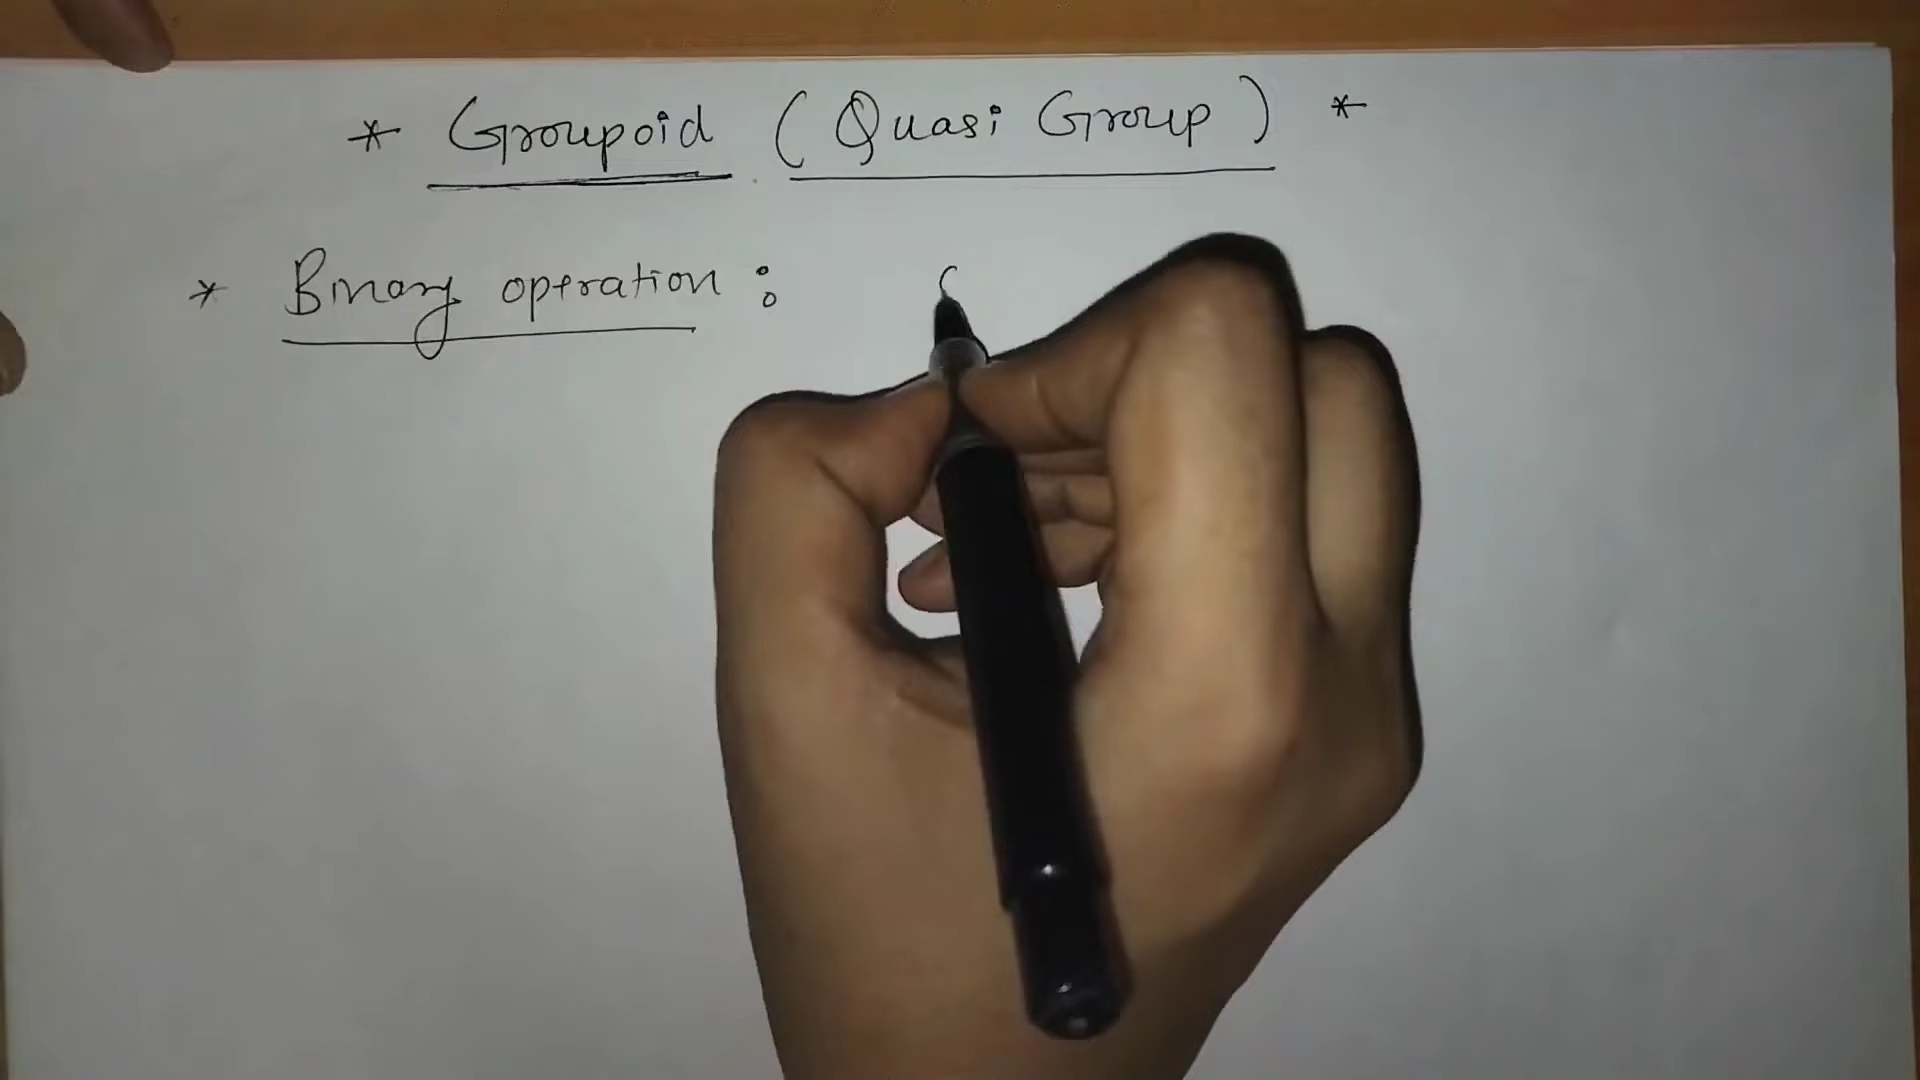 * Groupoid (Quasi Group) *
* Binary operation :